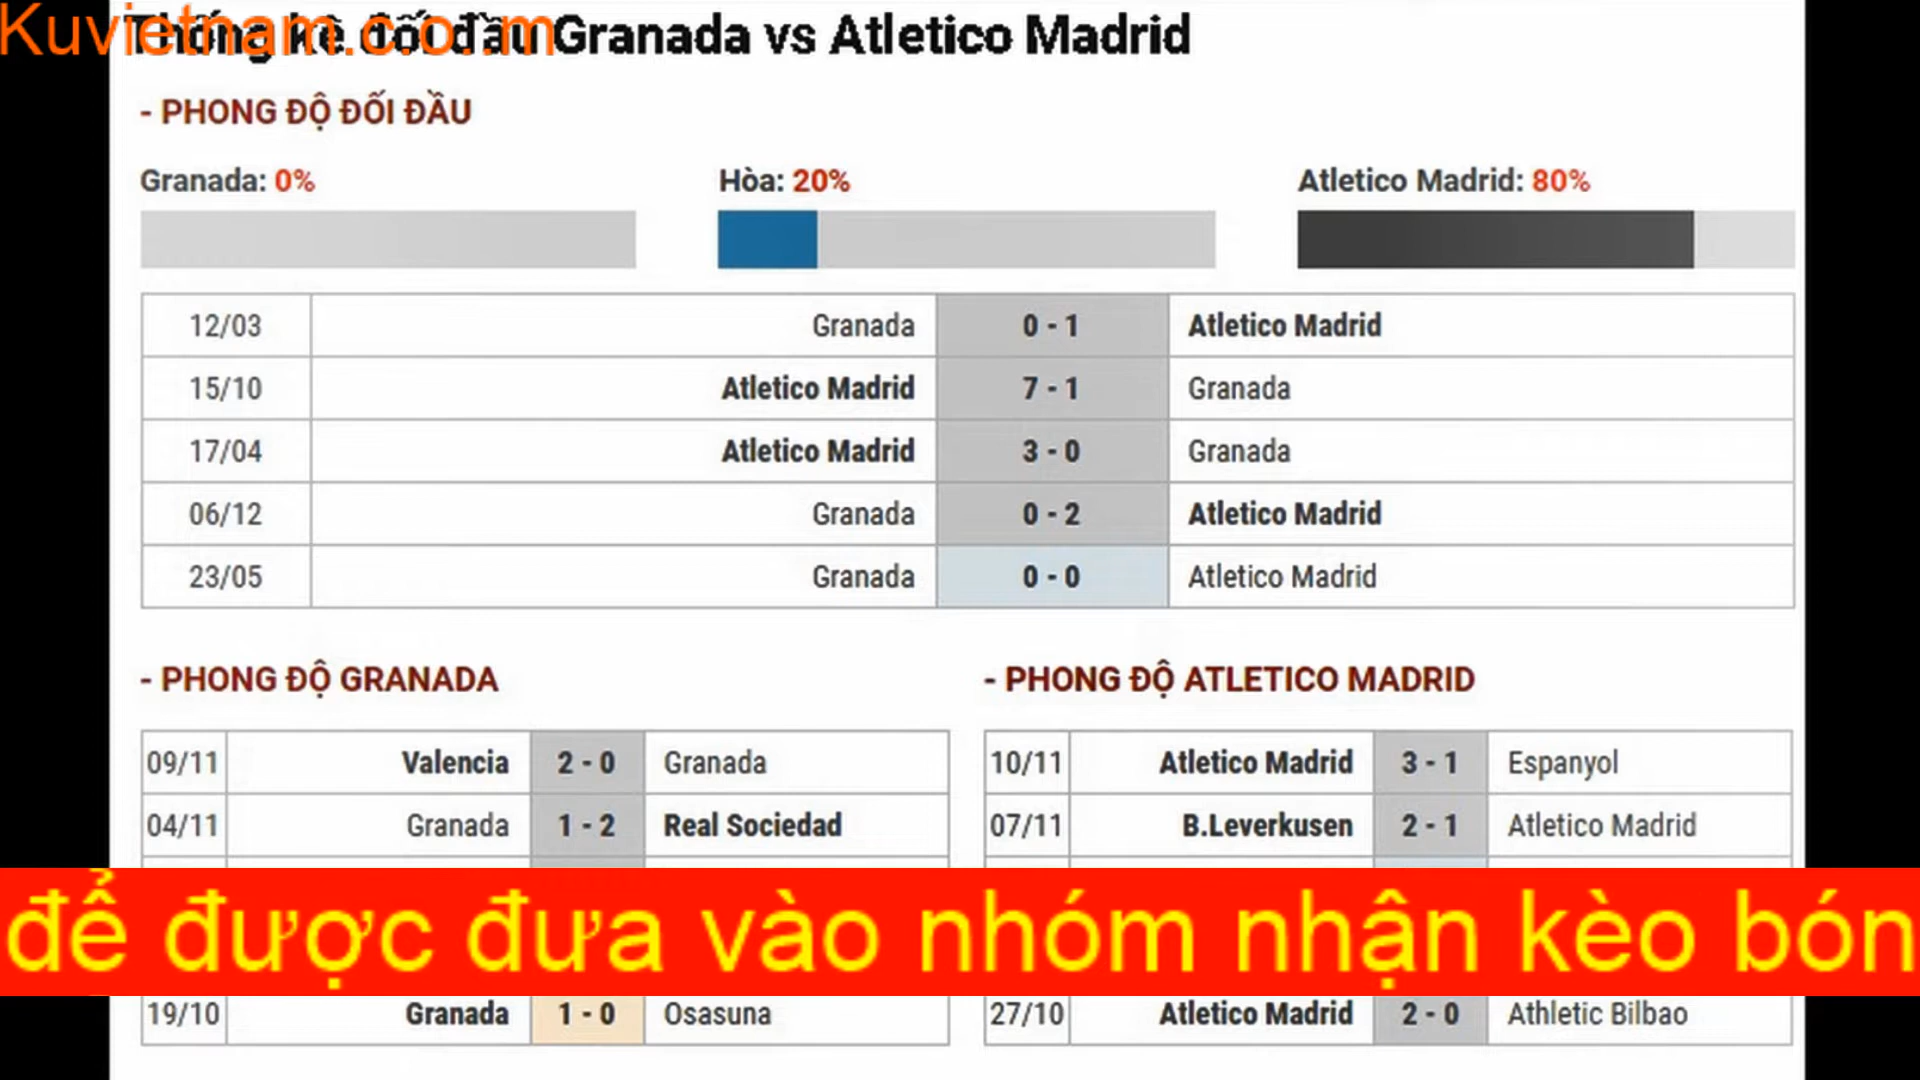 Kuvietnam.c.o..m
Thống kê đối đầu Granada vs Atletico Madrid
- PHONG ĐỘ ĐỐI ĐẦU
Granada: 0% Hòa: 20% Atletico Madrid: 80%
12/03 Granada 0 - 1 Atletico Madrid
15/10 Atletico Madrid 7 - 1 Granada
17/04 Atletico Madrid 3 - 0 Granada
06/12 Granada 0 - 2 Atletico Madrid
23/05 Granada 0 - 0 Atletico Madrid
- PHONG ĐỘ GRANADA
09/11 Valencia 2 - 0 Granada
04/11 Granada 1 - 2 Real Sociedad
- PHONG ĐỘ ATLETICO MADRID
10/11 Atletico Madrid 3 - 1 Espanyol
07/11 B.Leverkusen 2 - 1 Atletico Madrid
để được đưa vào nhóm nhận kèo bón
19/10 Granada 1 - 0 Osasuna
27/10 Atletico Madrid 2 - 0 Athletic Bilbao